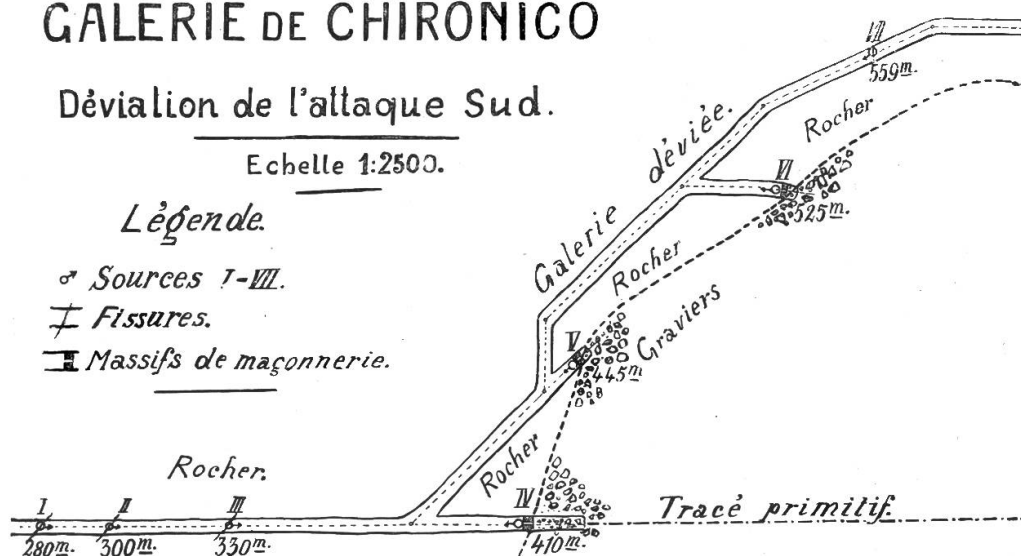 GALERIE DE CHIRONICO
Déviation de l'attaque Sud.
Echelle 1:2500.
Légende.
Sources I-VII.
Fissures.
Massifs de maçonnerie.
VII
559m.
Rocher
Galerie déviée.
VI
525m.
Rocher
Graviers
V
445m
Rocher
Rocher.
I
II
III
IV
280m.
300m.
330m.
410m.
Tracé primitif.